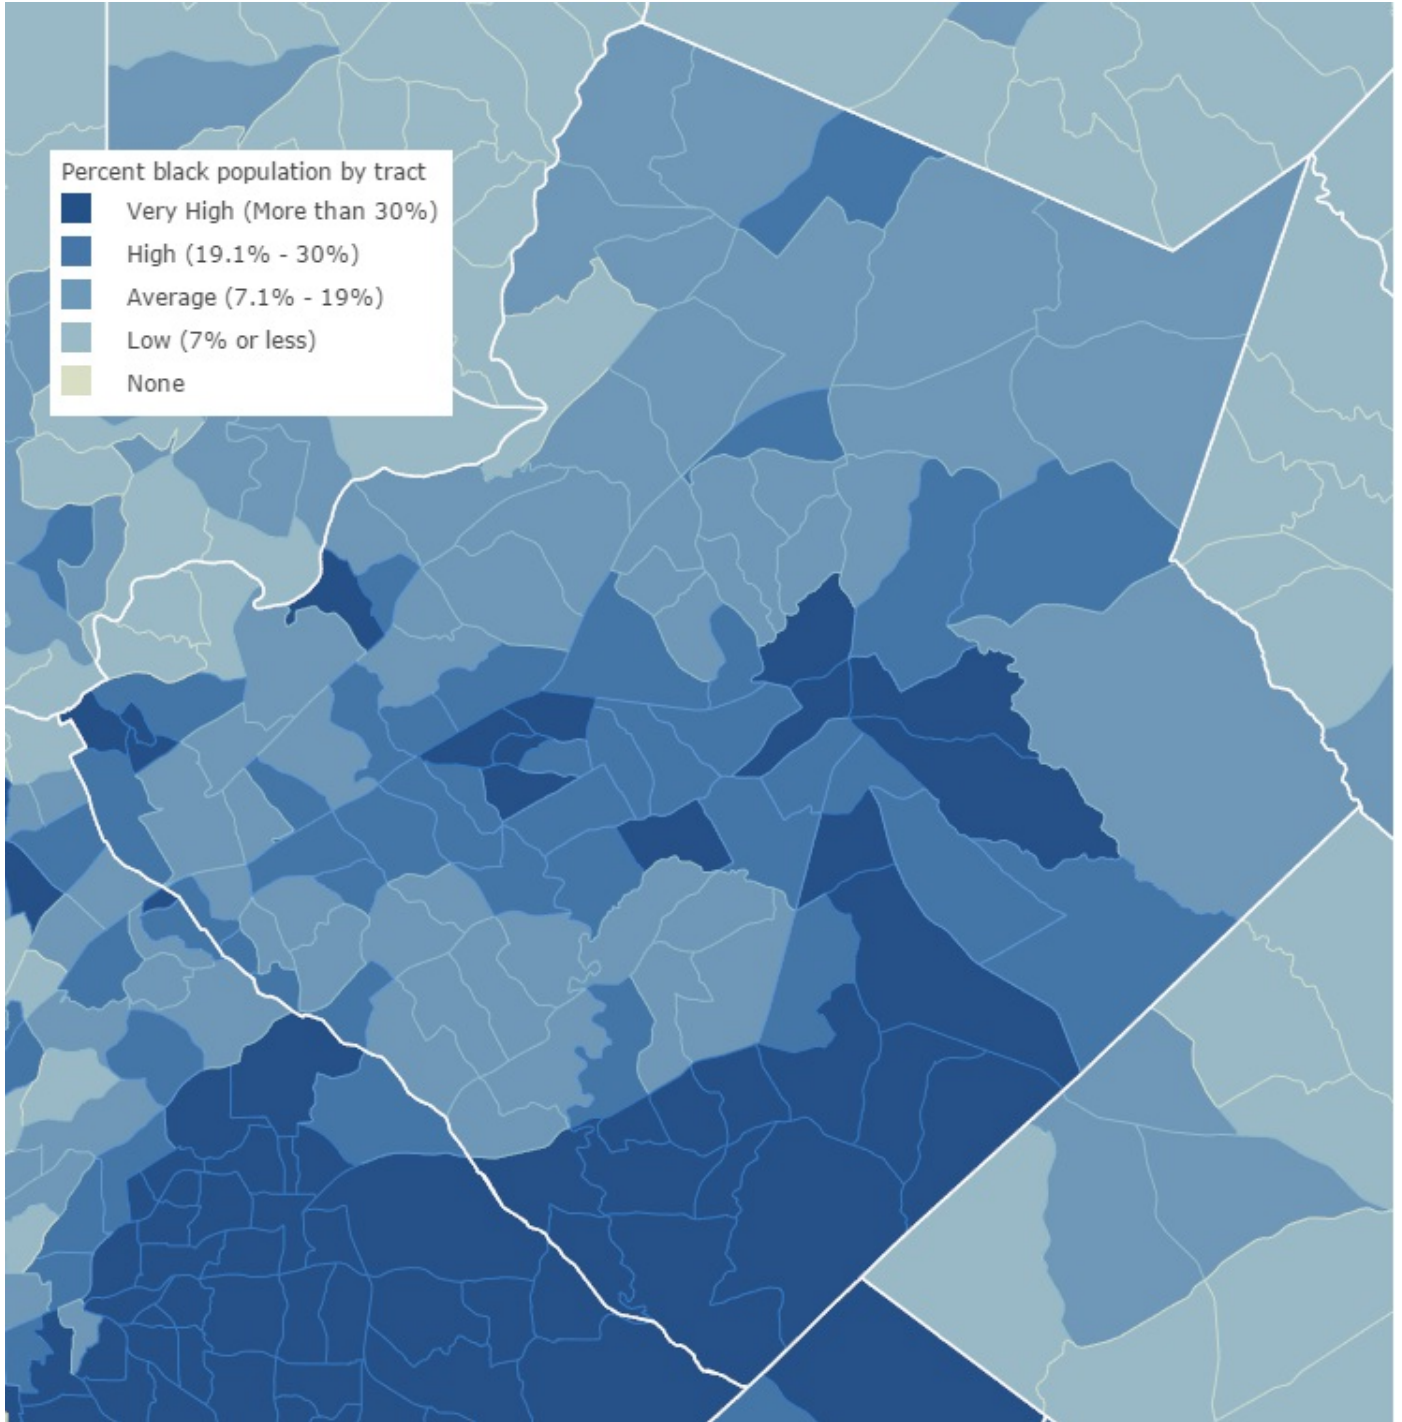 Percent black population by tract
Very High (More than 30%)
High (19.1% - 30%)
Average (7.1% - 19%)
Low (7% or less)
None